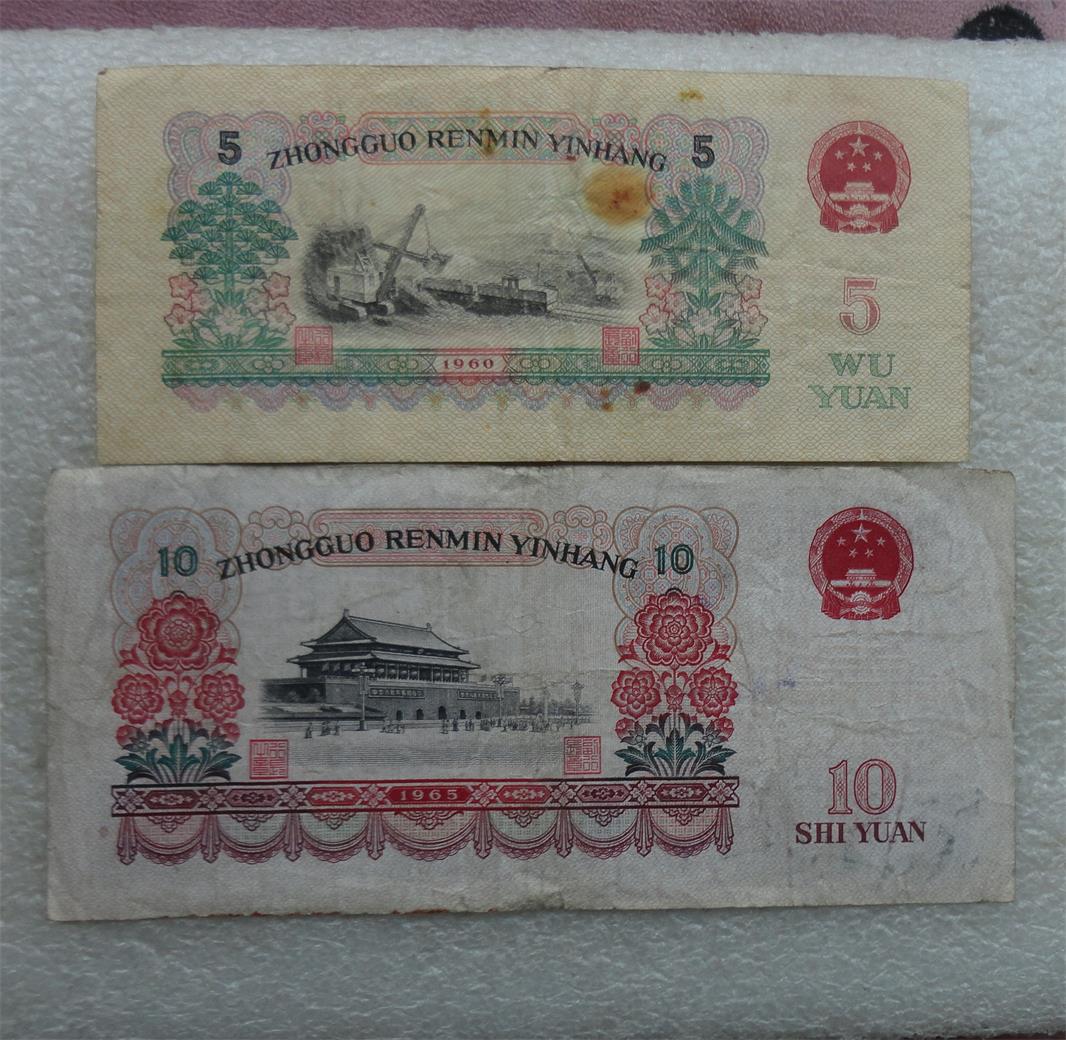 5 ZHONGGUO RENMIN YINHANG 5
5
WU
YUAN
1960
10 ZHONGGUO RENMIN YINHANG 10
1965
10
SHI YUAN